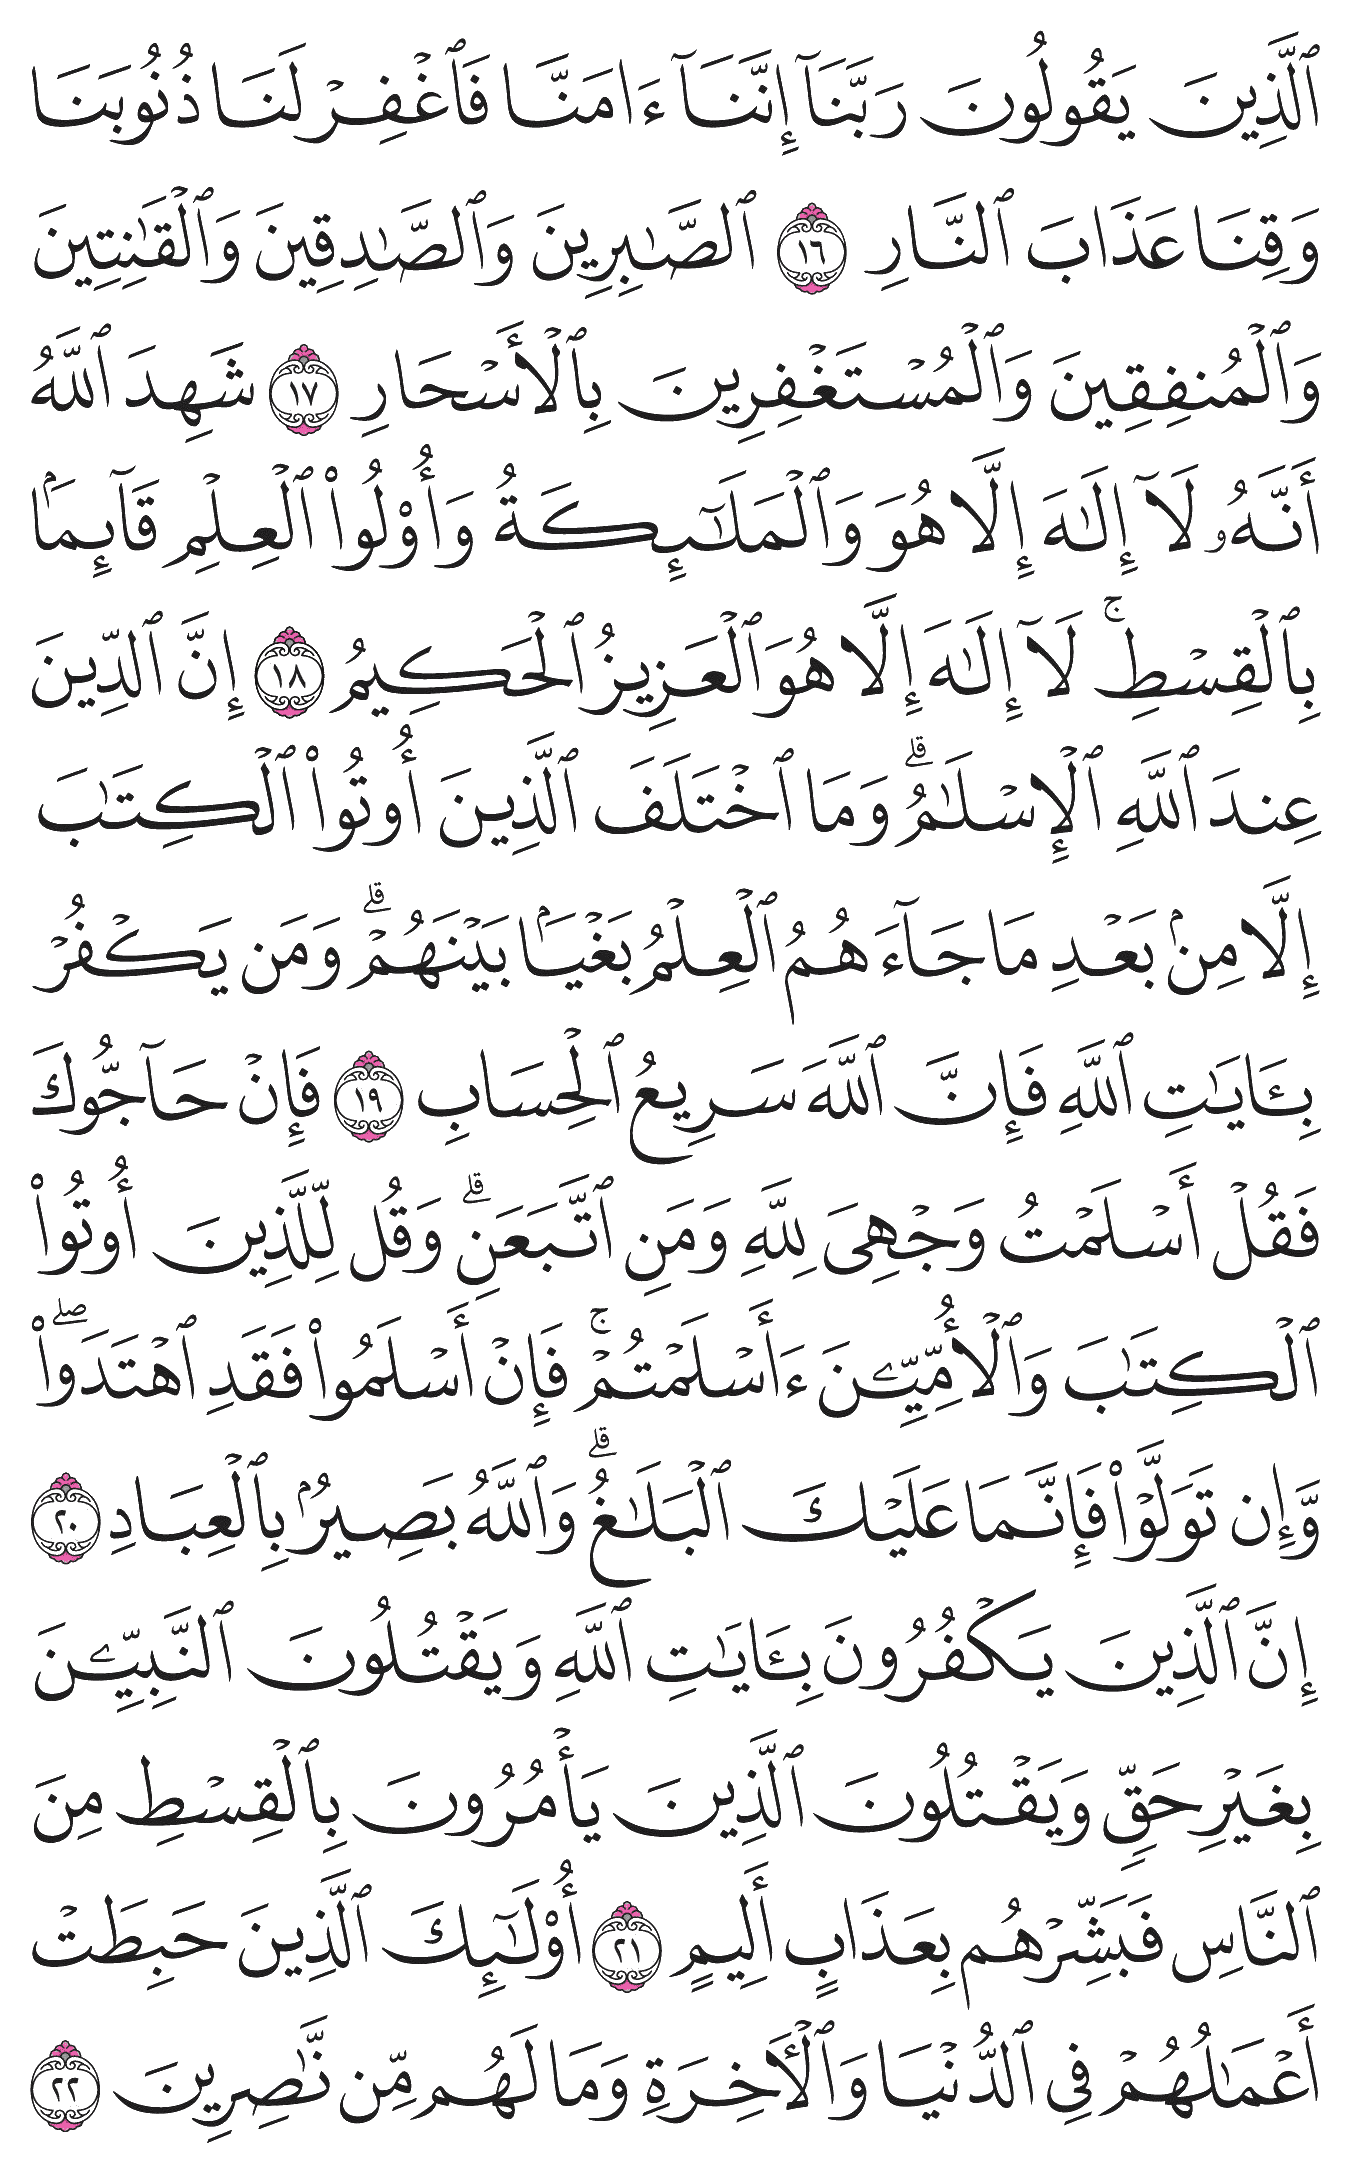 ٱلَّذِينَ يَقُولُونَ رَبَّنَآ إِنَّنَآ ءَامَنَّا فَٱغْفِرْ لَنَا ذُنُوبَنَا
وَقِنَا عَذَابَ ٱلنَّارِ ١٦ ٱلصَّـٰبِرِينَ وَٱلصَّـٰدِقِينَ وَٱلْقَـٰنِتِينَ
وَٱلْمُنفِقِينَ وَٱلْمُسْتَغْفِرِينَ بِٱلْأَسْحَارِ ١٧ شَهِدَ ٱللَّهُ
أَنَّهُۥ لَآ إِلَـٰهَ إِلَّا هُوَ وَٱلْمَلَـٰٓئِكَةُ وَأُو۟لُوا۟ ٱلْعِلْمِ قَآئِمَۢا
بِٱلْقِسْطِ ۚ لَآ إِلَـٰهَ إِلَّا هُوَ ٱلْعَزِيزُ ٱلْحَكِيمُ ١٨ إِنَّ ٱلدِّينَ
عِندَ ٱللَّهِ ٱلْإِسْلَـٰمُ ۗ وَمَا ٱخْتَلَفَ ٱلَّذِينَ أُوتُوا۟ ٱلْكِتَـٰبَ
إِلَّا مِنۢ بَعْدِ مَا جَآءَهُمُ ٱلْعِلْمُ بَغْيَۢا بَيْنَهُمْ ۗ وَمَن يَكْفُرْ
بِـَٔايَـٰتِ ٱللَّهِ فَإِنَّ ٱللَّهَ سَرِيعُ ٱلْحِسَابِ ١٩ فَإِنْ حَآجُّوكَ
فَقُلْ أَسْلَمْتُ وَجْهِىَ لِلَّهِ وَمَنِ ٱتَّبَعَنِ ۗ وَقُل لِّلَّذِينَ أُوتُوا۟
ٱلْكِتَـٰبَ وَٱلْأُمِّيِّـۧنَ ءَأَسْلَمْتُمْ ۚ فَإِنْ أَسْلَمُوا۟ فَقَدِ ٱهْتَدَوا۟ ۖ
وَّإِن تَوَلَّوْا۟ فَإِنَّمَا عَلَيْكَ ٱلْبَلَـٰغُ ۗ وَٱللَّهُ بَصِيرُۢ بِٱلْعِبَادِ ٢٠
إِنَّ ٱلَّذِينَ يَكْفُرُونَ بِـَٔايَـٰتِ ٱللَّهِ وَيَقْتُلُونَ ٱلنَّبِيِّـۧنَ
بِغَيْرِ حَقٍّ وَيَقْتُلُونَ ٱلَّذِينَ يَأْمُرُونَ بِٱلْقِسْطِ مِنَ
ٱلنَّاسِ فَبَشِّرْهُم بِعَذَابٍ أَلِيمٍ ٢١ أُو۟لَـٰٓئِكَ ٱلَّذِينَ حَبِطَتْ
أَعْمَـٰلُهُمْ فِى ٱلدُّنْيَا وَٱلْـَٔاخِرَةِ وَمَا لَهُم مِّن نَّـٰصِرِينَ ٢٢